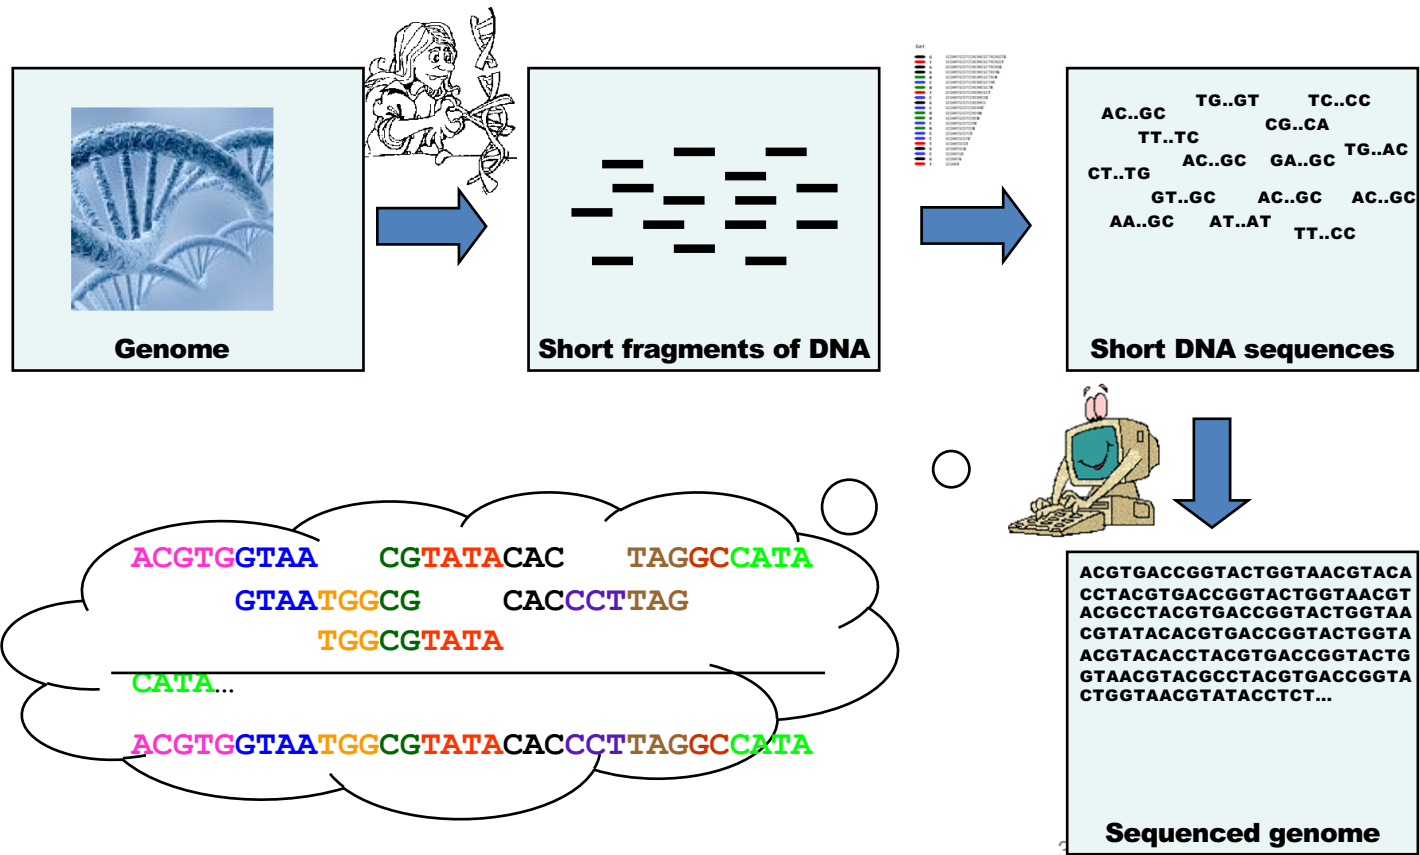 Genome
Short fragments of DNA
Gel
AC..GC TG..GT TC..CC
TT..TC CG..CA
AC..GC GA..GC TG..AC
CT..TG
GT..GC AC..GC AC..GC
AA..GC AT..AT TT..CC
Short DNA sequences
ACGTGGTAA CGTATACAC TAGGCCATA
GTAATGGCG CACCCTTAG
TGGCGTATA
CATA...
ACGTGGTAATGGCGTATACACCCTTAGGCCATA
ACGTGACCGGTACTGGTAACGTACA
CCTACGTGACCGGTACTGGTAACGT
ACGCCTACGTGACCGGTACTGGTAA
CGTATACACGTGACCGGTACTGGTA
ACGTACACCTACGTGACCGGTACTG
GTAACGTACGCCTACGTGACCGGTA
CTGGTAACGTATACCTCT...
Sequenced genome